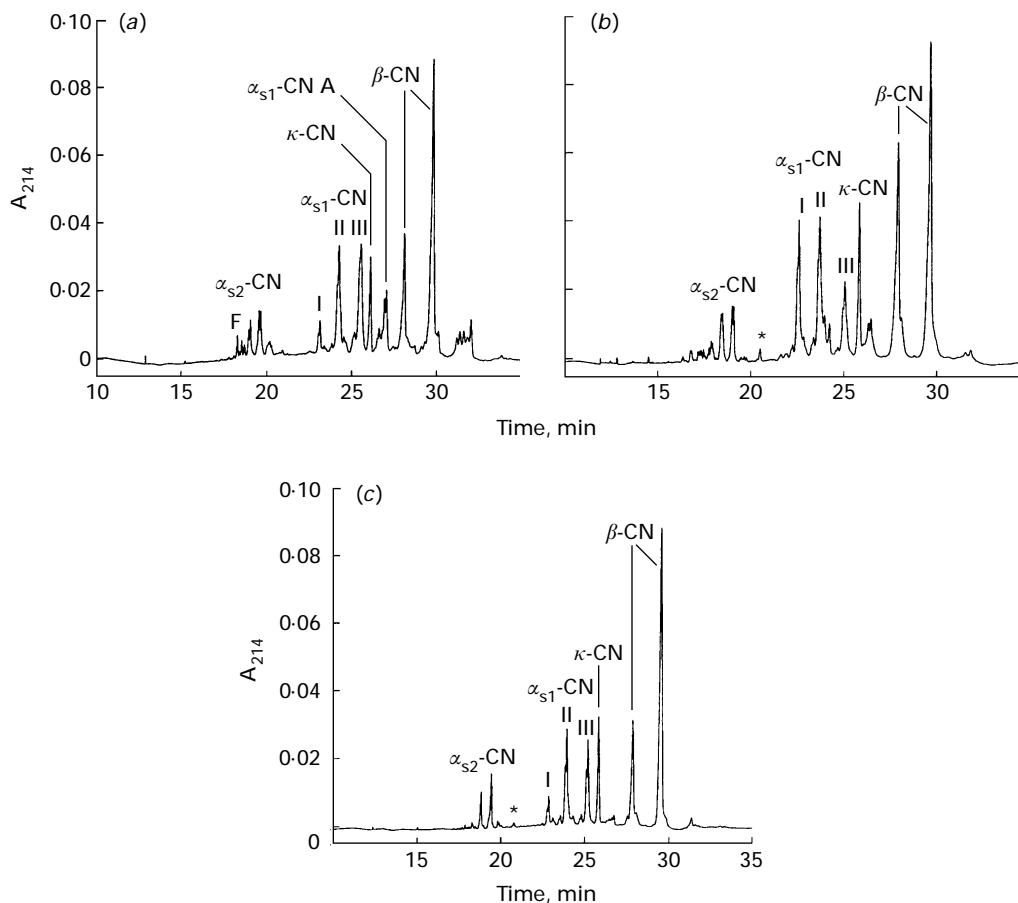 (a)
0·10
0·08
0·06
0·04
0·02
0
A214
αs1-CN A
β-CN
κ-CN
αs1-CN
II III
αs2-CN
F
I
10 20 25 30
(b)
β-CN
αs1-CN
κ-CN
I II
III
αs2-CN
*
15 20 25 30
Time, min
(c)
0·10
0·08
0·06
0·04
0·02
0
A214
β-CN
κ-CN
αs1-CN
II
III
αs2-CN
I
*
15 20 25 30 35
Time, min